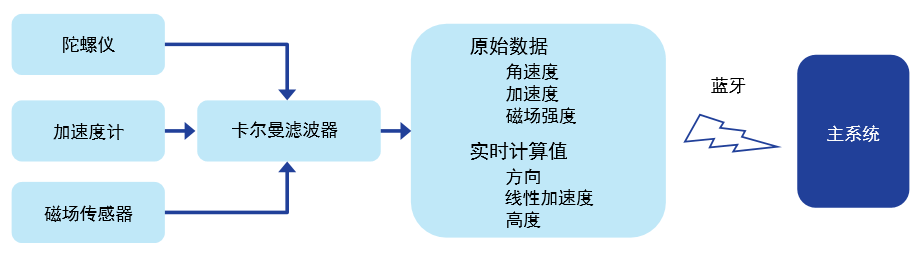 陀螺仪
加速度计
磁场传感器
卡尔曼滤波器
原始数据
角速度
加速度
磁场强度
实时计算值
方向
线性加速度
高度
蓝牙
主系统